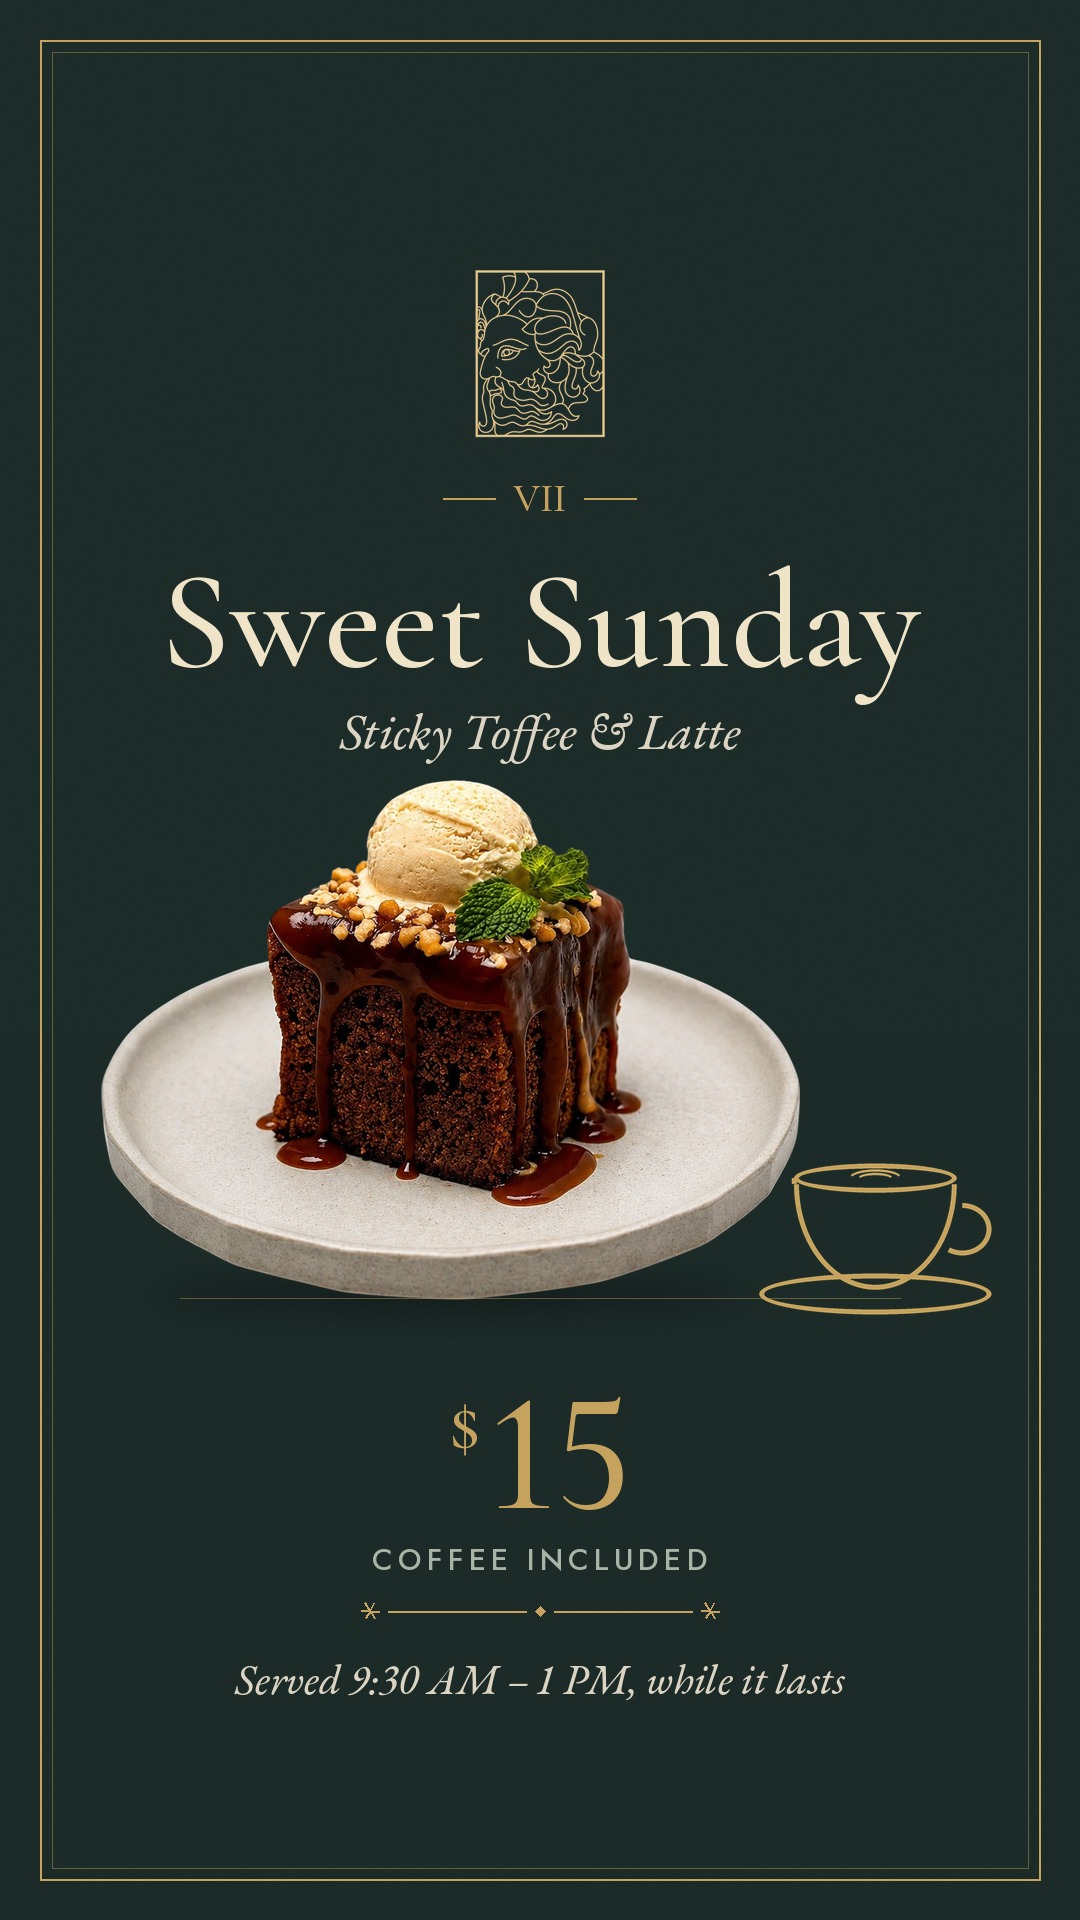 VII
Sweet Sunday
Sticky Toffee & Latte
$15
COFFEE INCLUDED
Served 9:30 AM – 1 PM, while it lasts